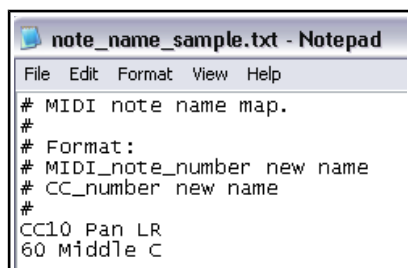 note_name_sample.txt - Notepad
File Edit Format View Help
# MIDI note name map.
#
# Format:
# MIDI_note_number new name
# CC_number new name
#
CC10 Pan LR
60 Middle C